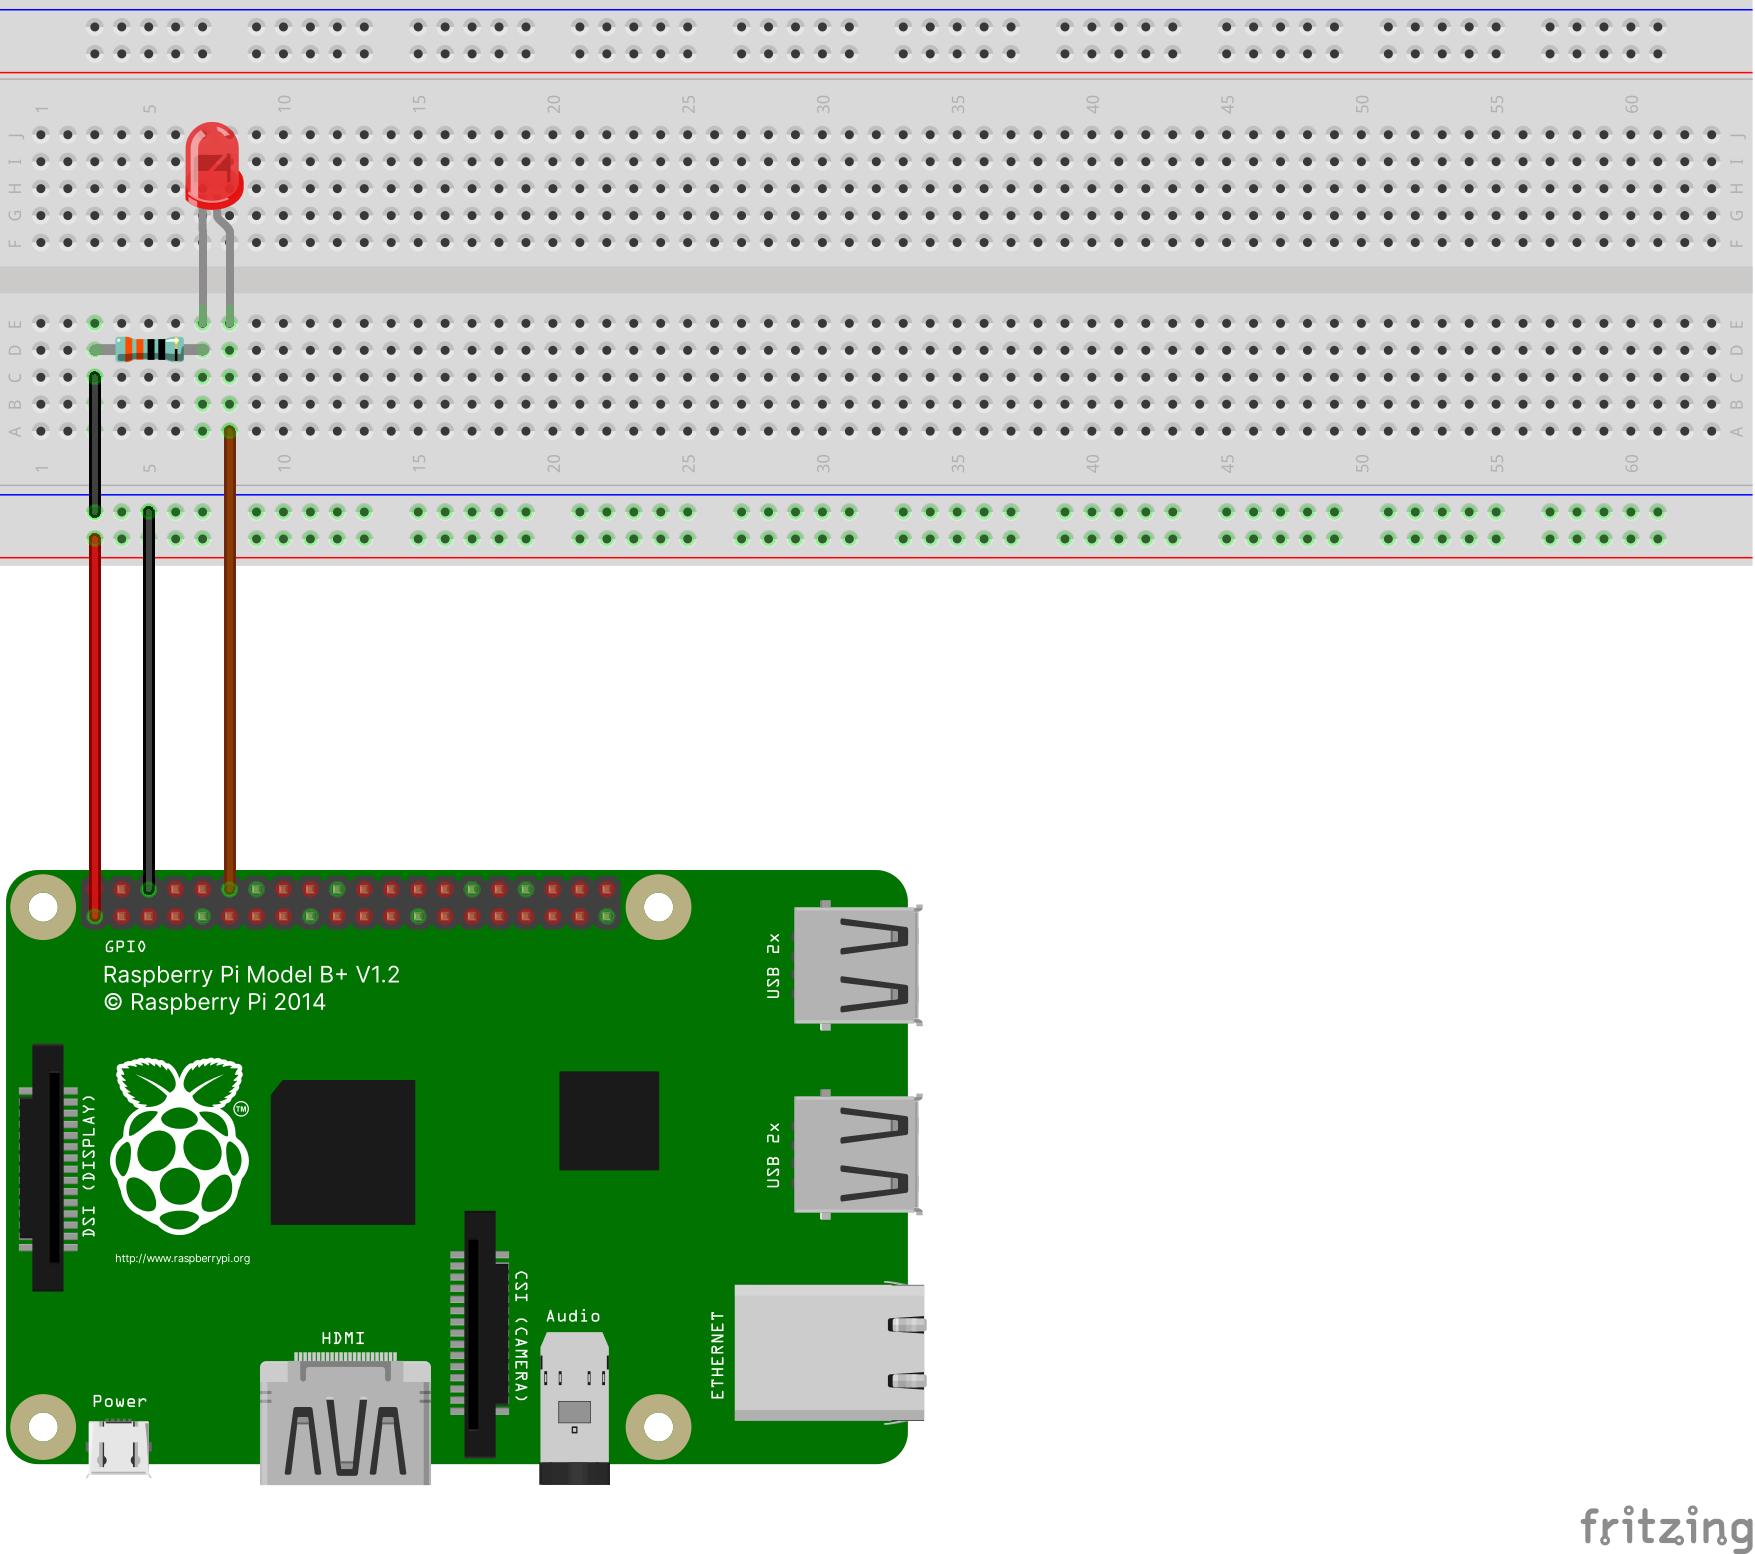 1 5 10 15 20 25 30 35 40 45 50 55 60
J J
I I
H H
G G
F F
E E
D D
C C
B B
A A
1 5 10 15 20 25 30 35 40 45 50 55 60
GPIO
Raspberry Pi Model B+ V1.2
© Raspberry Pi 2014
USB 2x
DSI (DISPLAY)
TM
USB 2x
http://www.raspberrypi.org
CSI (CAMERA)
Audio
ETHERNET
HDMI
Power
fritzing